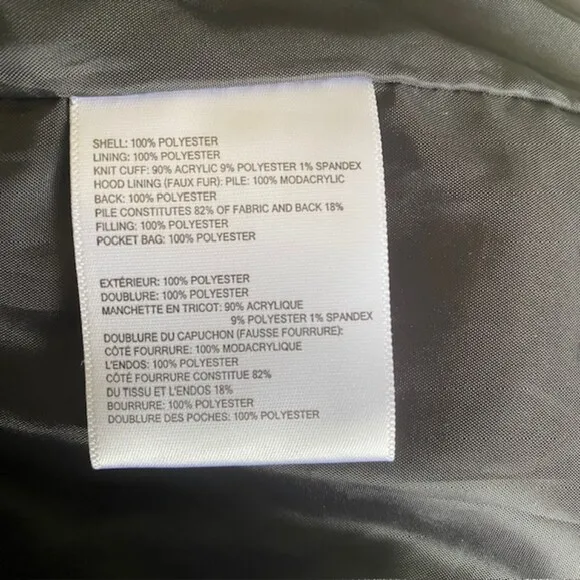 SHELL: 100% POLYESTER
LINING: 100% POLYESTER
KNIT CUFF: 90% ACRYLIC 9% POLYESTER 1% SPANDEX
HOOD LINING (FAUX FUR): PILE: 100% MODACRYLIC
BACK: 100% POLYESTER
PILE CONSTITUTES 82% OF FABRIC AND BACK 18%
FILLING: 100% POLYESTER
POCKET BAG: 100% POLYESTER
EXTÉRIEUR: 100% POLYESTER
DOUBLURE: 100% POLYESTER
MANCHETTE EN TRICOT: 90% ACRYLIQUE
9% POLYESTER 1% SPANDEX
DOUBLURE DU CAPUCHON (FAUSSE FOURRURE):
CÔTÉ FOURRURE: 100% MODACRYLIQUE
L'ENDOS: 100% POLYESTER
CÔTÉ FOURRURE CONSTITUE 82%
DU TISSU ET L'ENDOS 18%
BOURRURE: 100% POLYESTER
DOUBLURE DES POCHES: 100% POLYESTER